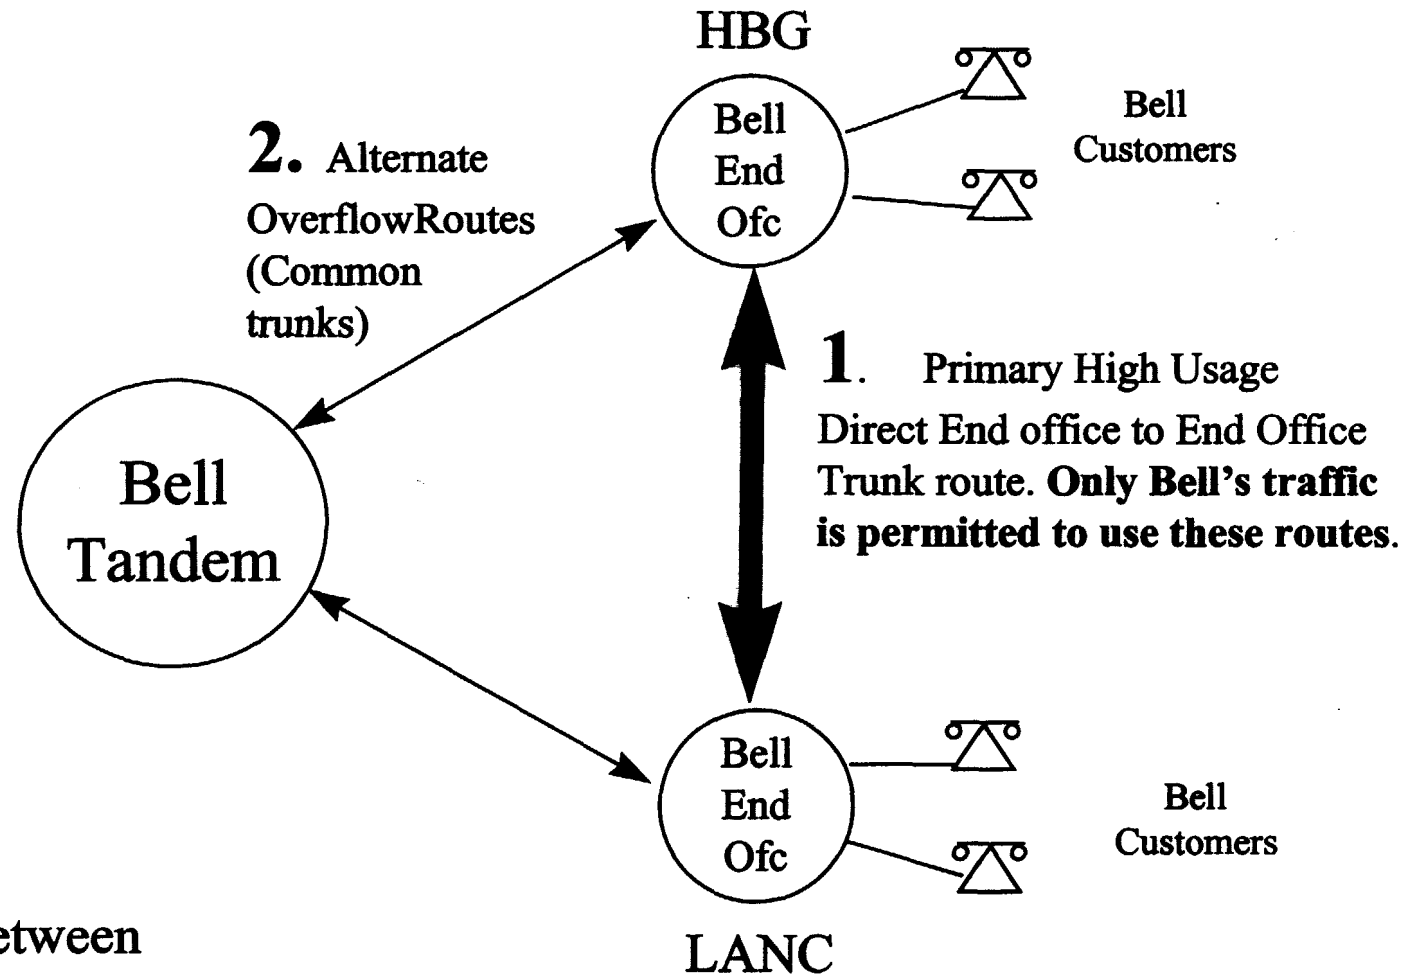 HBG
Bell
End
Ofc
Bell
Customers
2. Alternate
OverflowRoutes
(Common
trunks)
1. Primary High Usage
Direct End office to End Office
Trunk route. Only Bell's traffic
is permitted to use these routes.
Bell
Tandem
Bell
End
Ofc
Bell
Customers
LANC